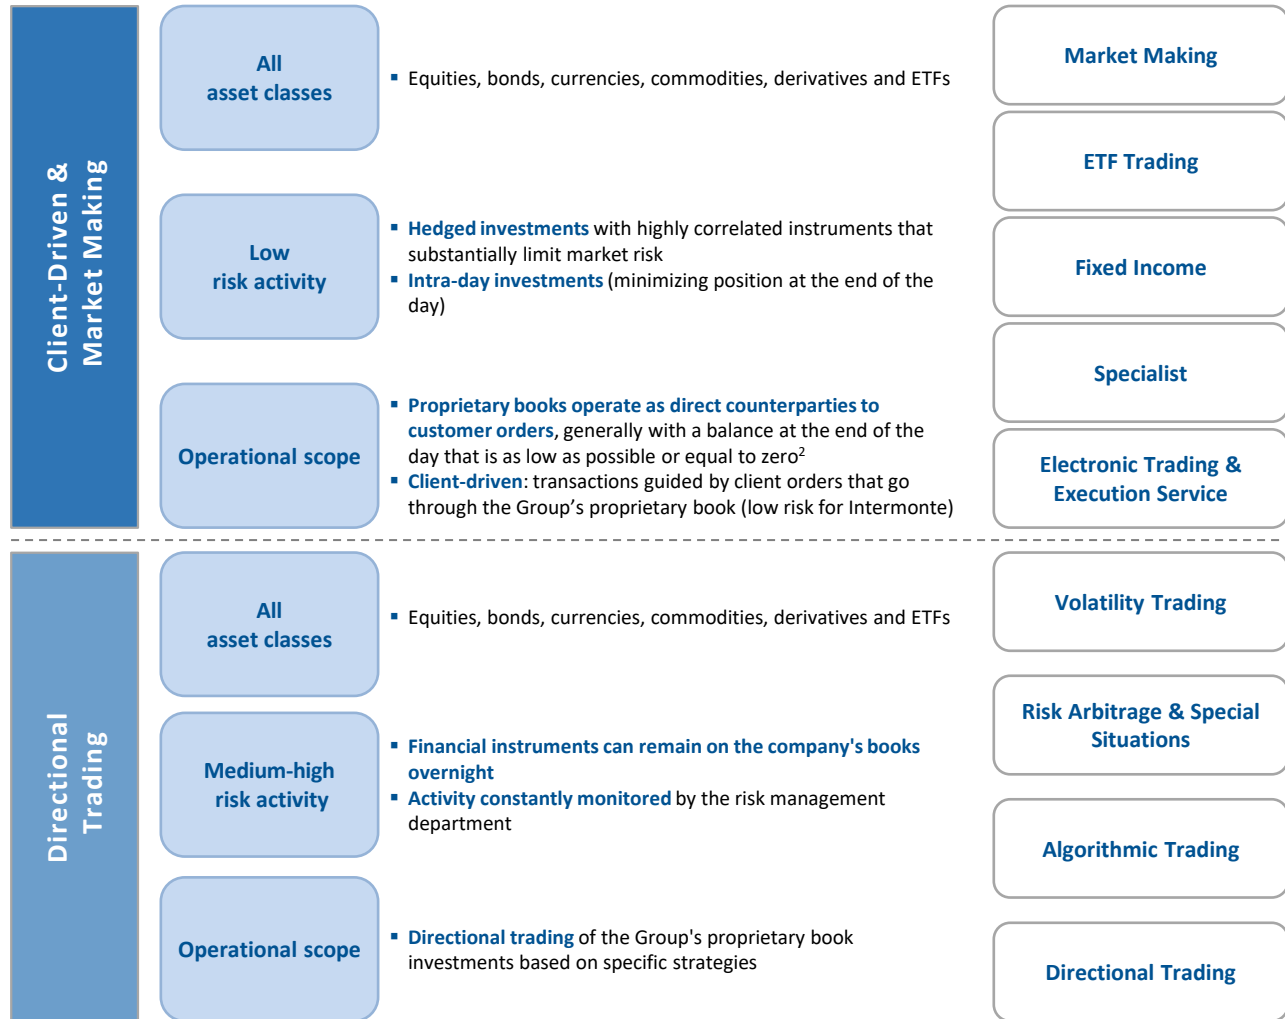 Client-Driven &
Market Making
All
asset classes
▪ Equities, bonds, currencies, commodities, derivatives and ETFs
Low
risk activity
▪ Hedged investments with highly correlated instruments that
substantially limit market risk
▪ Intra-day investments (minimizing position at the end of the
day)
Operational scope
▪ Proprietary books operate as direct counterparties to
customer orders, generally with a balance at the end of the
day that is as low as possible or equal to zero²
▪ Client-driven: transactions guided by client orders that go
through the Group’s proprietary book (low risk for Intermonte)
Market Making
ETF Trading
Fixed Income
Specialist
Electronic Trading &
Execution Service
Directional
Trading
All
asset classes
▪ Equities, bonds, currencies, commodities, derivatives and ETFs
Medium-high
risk activity
▪ Financial instruments can remain on the company's books
overnight
▪ Activity constantly monitored by the risk management
department
Operational scope
▪ Directional trading of the Group's proprietary book
investments based on specific strategies
Volatility Trading
Risk Arbitrage & Special
Situations
Algorithmic Trading
Directional Trading